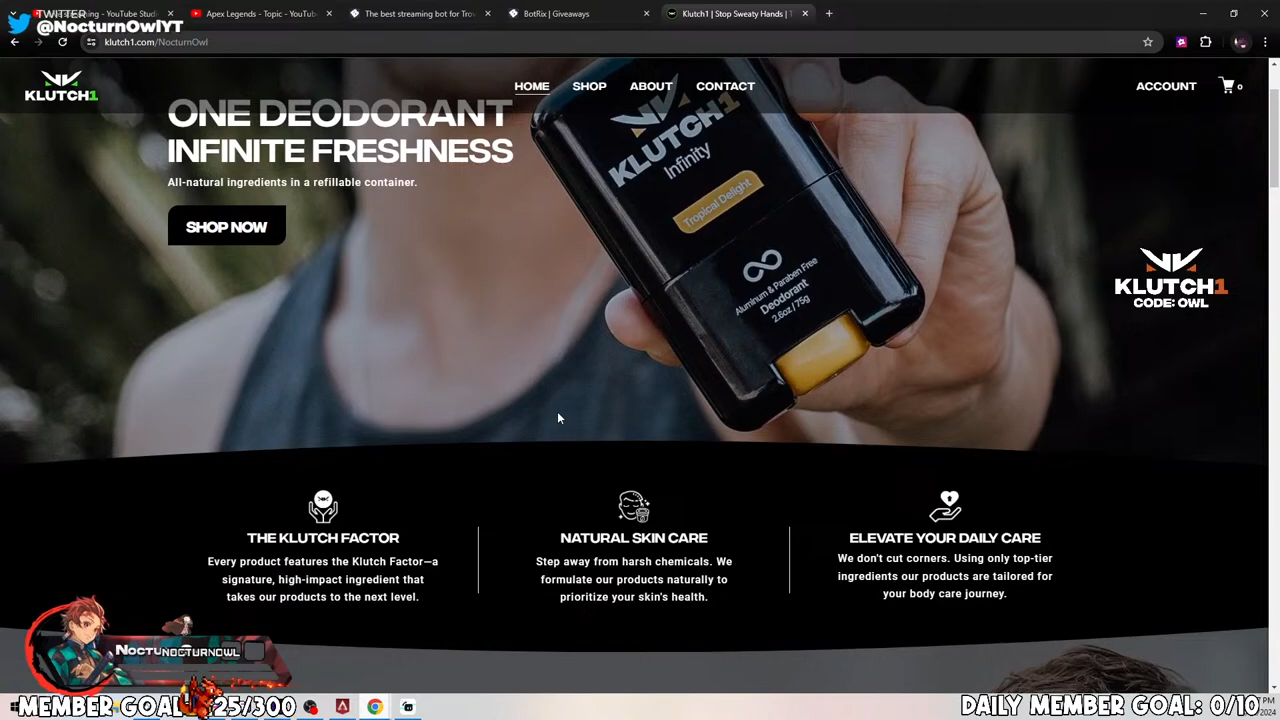 TWITTER
@NocturnOwlYT
YouTube Studi
Apex Legends - Topic - YouTub
The best streaming bot for
Botrix | Giveaways
Klutch1 | Stop Sweaty Hands |
klutch1.com/NocturnOwl
KLUTCH1
HOME
SHOP
ABOUT
CONTACT
ACCOUNT
0
ONE DEODORANT
INFINITE FRESHNESS
All-natural ingredients in a refillable container.
SHOP NOW
KLUTCH1
Infinity
Tropical Delight
Aluminum & Paraben Free
Deodorant
2.6oz / 75g
KLUTCH1
CODE: OWL
THE KLUTCH FACTOR
Every product features the Klutch Factor—a
signature, high-impact ingredient that
takes our products to the next level.
NATURAL SKIN CARE
Step away from harsh chemicals. We
formulate our products naturally to
prioritize your skin's health.
ELEVATE YOUR DAILY CARE
We don't cut corners. Using only top-tier
ingredients our products are tailored for
your body care journey.
NOCTURNOWL
MEMBER GOAL: 25/300
DAILY MEMBER GOAL: 0/10